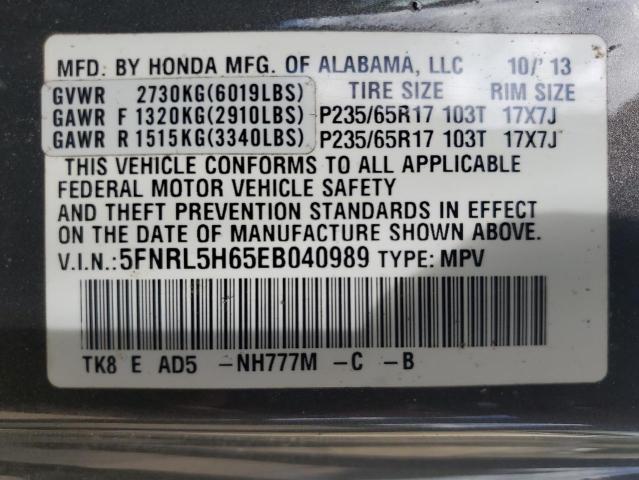 MFD. BY HONDA MFG. OF ALABAMA, LLC 10/'13
GVWR 2730KG(6019LBS) TIRE SIZE RIM SIZE
GAWR F 1320KG(2910LBS) P235/65R17 103T 17X7J
GAWR R 1515KG(3340LBS) P235/65R17 103T 17X7J
THIS VEHICLE CONFORMS TO ALL APPLICABLE
FEDERAL MOTOR VEHICLE SAFETY
AND THEFT PREVENTION STANDARDS IN EFFECT
ON THE DATE OF MANUFACTURE SHOWN ABOVE.
V.I.N.:5FNRL5H65EB040989 TYPE: MPV
TK8 E AD5 -NH777M -C -B